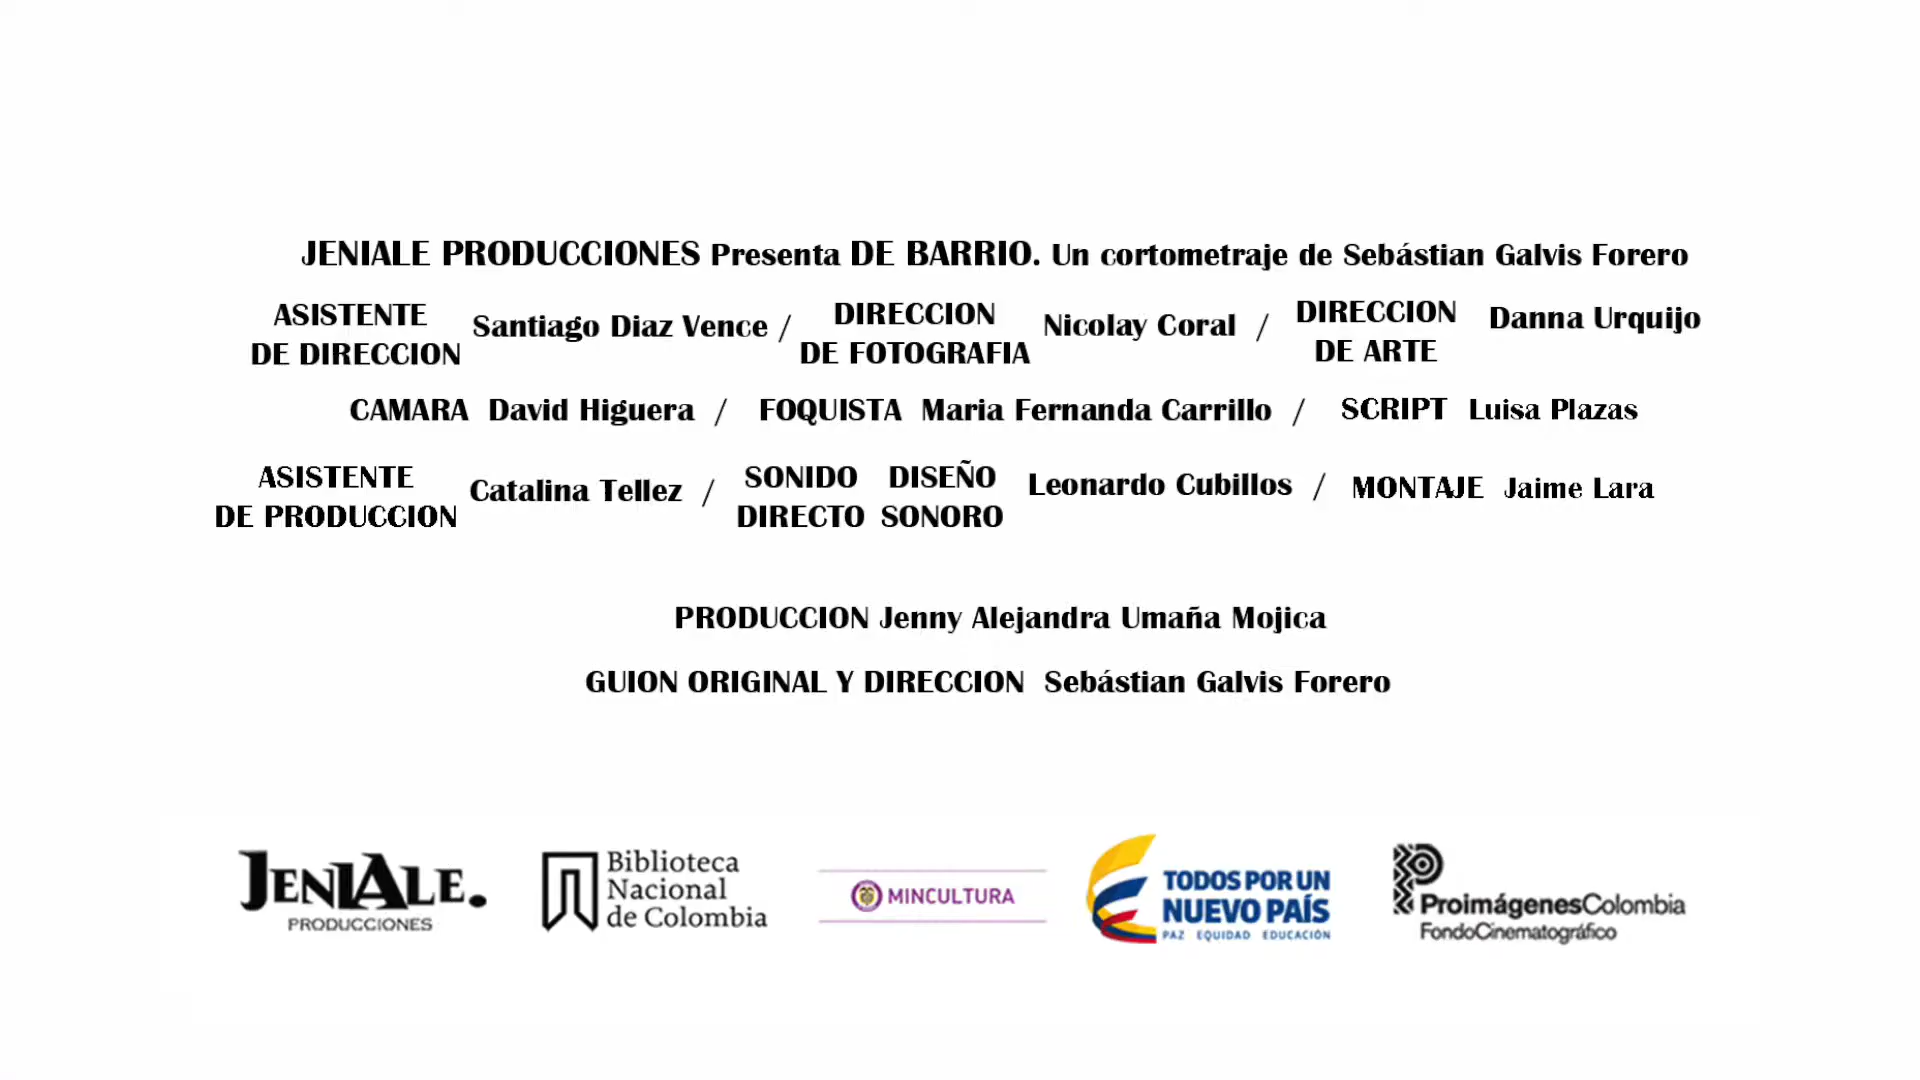 JENIALE PRODUCCIONES Presenta DE BARRIO. Un cortometraje de Sebástian Galvis Forero
ASISTENTE DE DIRECCION Santiago Diaz Vence / DIRECCION DE FOTOGRAFIA Nicolay Coral / DIRECCION DE ARTE Danna Urquijo
CAMARA David Higuera / FOQUISTA Maria Fernanda Carrillo / SCRIPT Luisa Plazas
ASISTENTE DE PRODUCCION Catalina Tellez / SONIDO DIRECTO DISEÑO SONORO Leonardo Cubillos / MONTAJE Jaime Lara
PRODUCCION Jenny Alejandra Umaña Mojica
GUION ORIGINAL Y DIRECCION Sebástian Galvis Forero
JENIALE.
PRODUCCIONES
Biblioteca
Nacional
de Colombia
MINCULTURA
TODOS POR UN
NUEVO PAÍS
PAZ EQUIDAD EDUCACIÓN
ProimágenesColombia
FondoCinematográfico